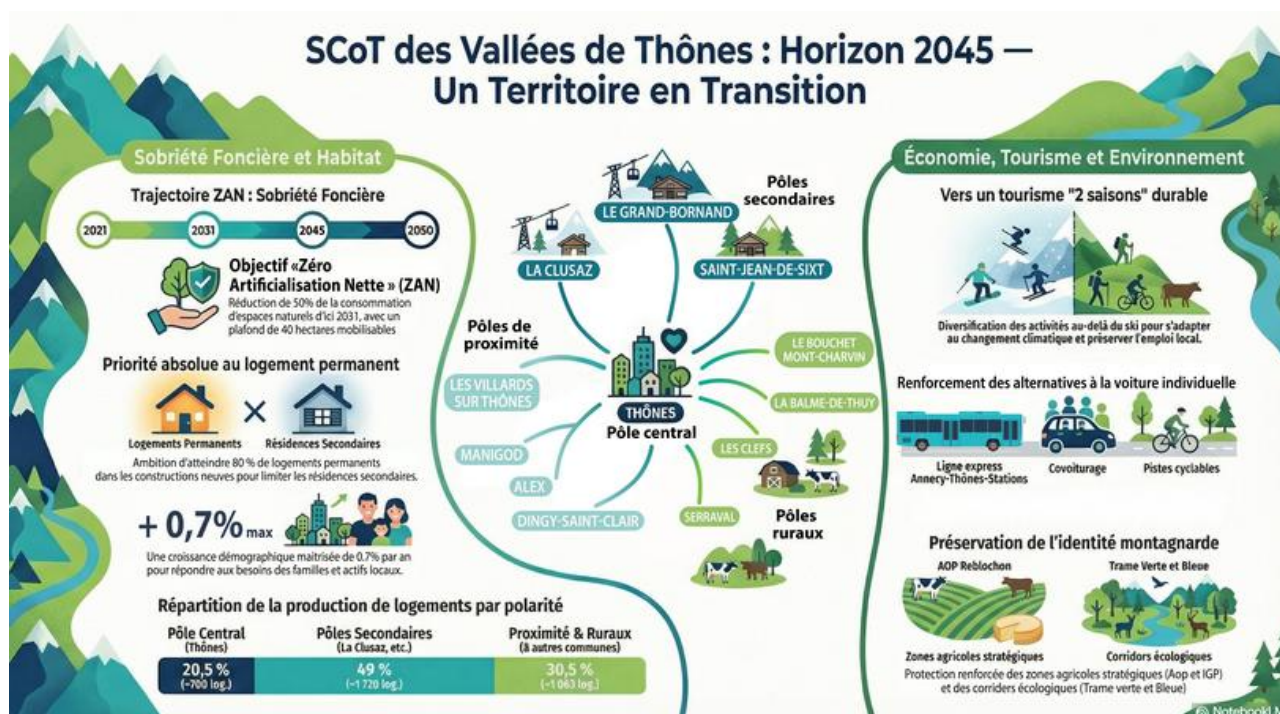 SCoT des Vallées de Thônes : Horizon 2045 —
Un Territoire en Transition
Sobriété Foncière et Habitat
Trajectoire ZAN : Sobriété Foncière
2021
2031
2045
2050
Objectif «Zéro
Artificialisation Nette » (ZAN)
Réduction de 50% de la consommation
d'espaces naturels d'ici 2031, avec un
plafond de 40 hectares mobilisables
Priorité absolue au logement permanent
Logements Permanents
Résidences Secondaires
Ambition d'atteindre 80 % de logements permanents
dans les constructions neuves pour limiter les résidences secondaires.
+ 0,7% max
Une croissance démographique maitrisée de 0.7% par an
pour répondre aux besoins des familles et actifs locaux.
Répartition de la production de logements par polarité
Pôle Central
(Thônes)
20,5 %
(~700 log.)
Pôles Secondaires
(La Clusaz, etc.)
49 %
(~1 720 log.)
Proximité & Ruraux
(8 autres communes)
30,5 %
(~1 063 log.)
Pôles
secondaires
LE GRAND-BORNAND
LA CLUSAZ
SAINT-JEAN-DE-SIXT
Pôles de
proximité
LES VILLARDS
SUR THÔNES
MANIGOD
ALEX
DINGY-SAINT-CLAIR
THÔNES
Pôle central
LE BOUCHET
MONT-CHARVIN
LA BALME-DE-THUY
LES CLEFS
SERRAVAL
Pôles
ruraux
Économie, Tourisme et Environnement
Vers un tourisme "2 saisons" durable
Diversification des activités au-delà du ski pour s'adapter
au changement climatique et préserver l'emploi local.
Renforcement des alternatives à la voiture individuelle
Ligne express
Annecy-Thônes-Stations
Covoiturage
Pistes cyclables
Préservation de l'identité montagnarde
AOP Reblochon
Trame Verte et Bleue
Zones agricoles stratégiques
Corridors écologiques
Protection renforcée des zones agricoles stratégiques (Aop et IGP)
et des corriders écologiques (Trame verte et Bleue)